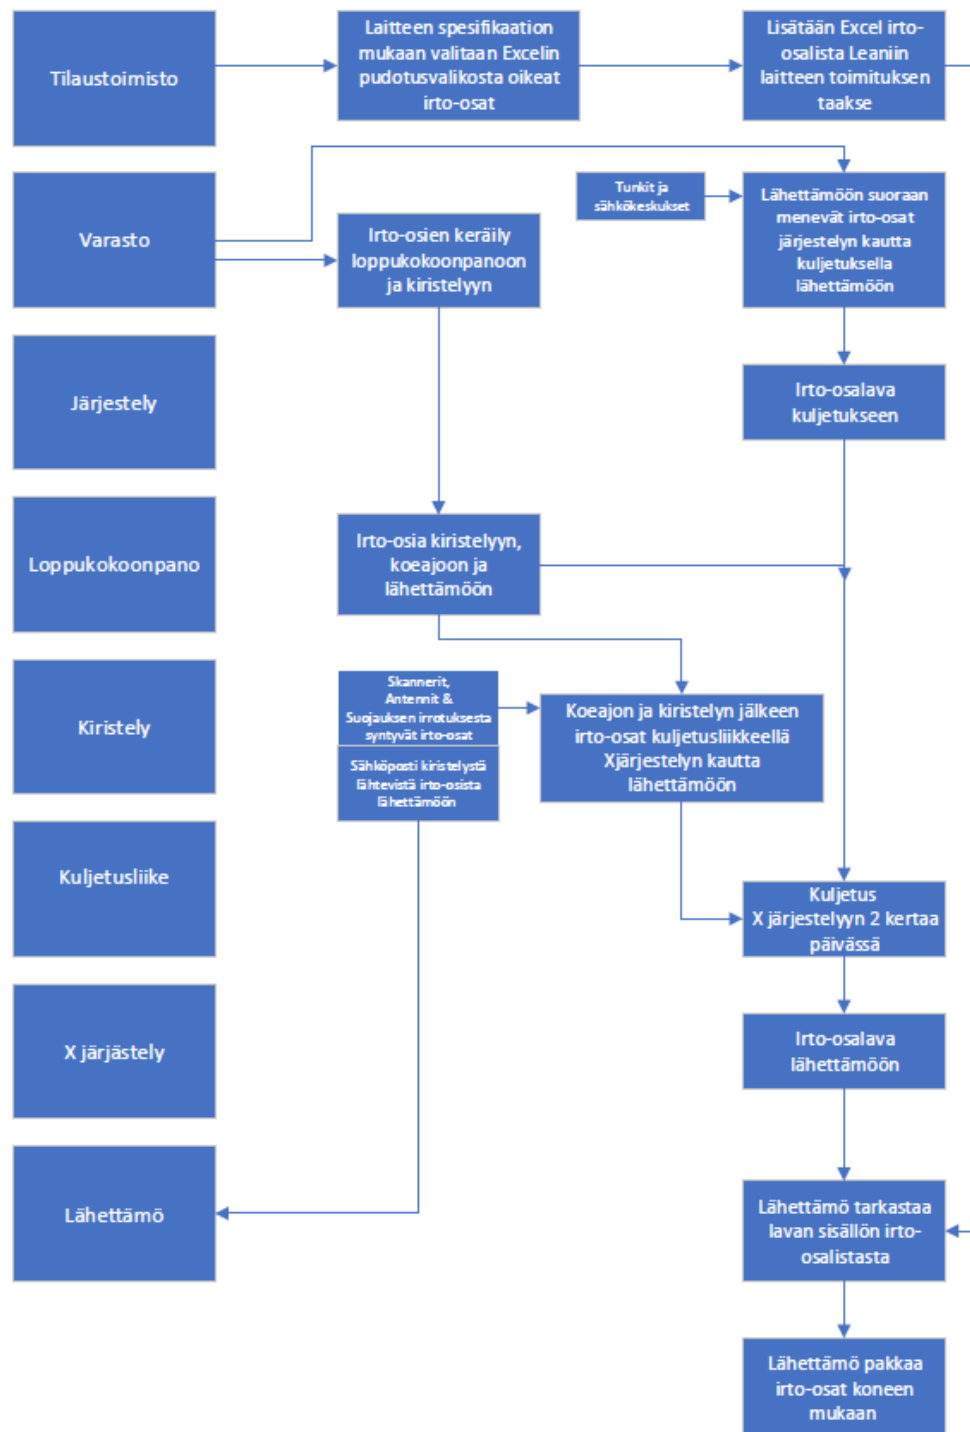 Tilaustoimisto
Laitteen spesifikaation
mukaan valitaan Excelin
pudotusvalikosta oikeat
irto-osat
Lisätään Excel irto-
osalista Leaniin
laitteen toimituksen
taakse
Varasto
Irto-osien keräily
loppukokoonpanoon
ja kiristelyyn
Tunkit ja
sähkökeskukset
Lähettämöön suoraan
menevät irto-osat
järjestelyn kautta
kuljetuksella
lähettämöön
Järjestely
Irto-osalava
kuljetukseen
Loppukokoonpano
Irto-osia kiristelyyn,
koeajoon ja
lähettämöön
Kiristely
Skannerit,
Antennit &
Suojauksen irrotuksesta
syntyvät irto-osat
Sähköposti kiristelystä
lähtevistä irto-osista
lähettämöön
Koeajon ja kiristelyn jälkeen
irto-osat kuljetusliikkeellä
Xjärjestelyn kautta
lähettämöön
Kuljetusliike
Kuljetus
X järjestelyyn 2 kertaa
päivässä
X järjästely
Irto-osalava
lähettämöön
Lähettämö
Lähettämö tarkastaa
lavan sisällön irto-
osalistasta
Lähettämö pakkaa
irto-osat koneen
mukaan